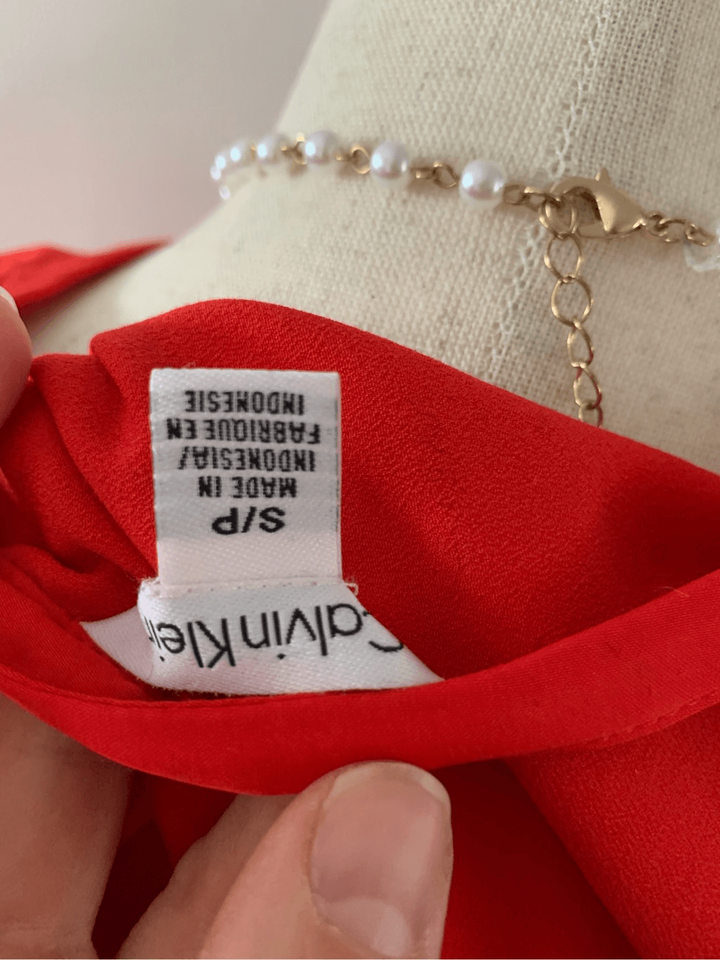 Calvin Klein
S/P
MADE IN
INDONESIA/
FABRIQUE EN
INDONESIE